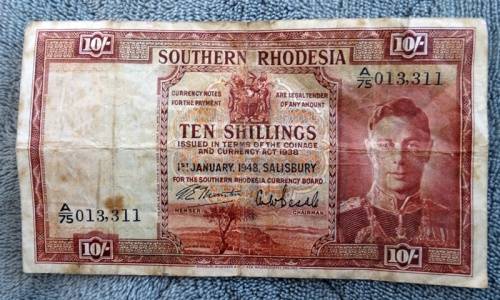 10/-
10/-
SOUTHERN RHODESIA
A/75 013,311
CURRENCY NOTES
FOR THE PAYMENT
ARE LEGAL TENDER
OF ANY AMOUNT
TEN SHILLINGS
ISSUED IN TERMS OF THE COINAGE
AND CURRENCY ACT 1938
1ST JANUARY, 1948, SALISBURY
FOR THE SOUTHERN RHODESIA CURRENCY BOARD
A/75 013,311
MEMBER
CHAIRMAN
10/-
10/-